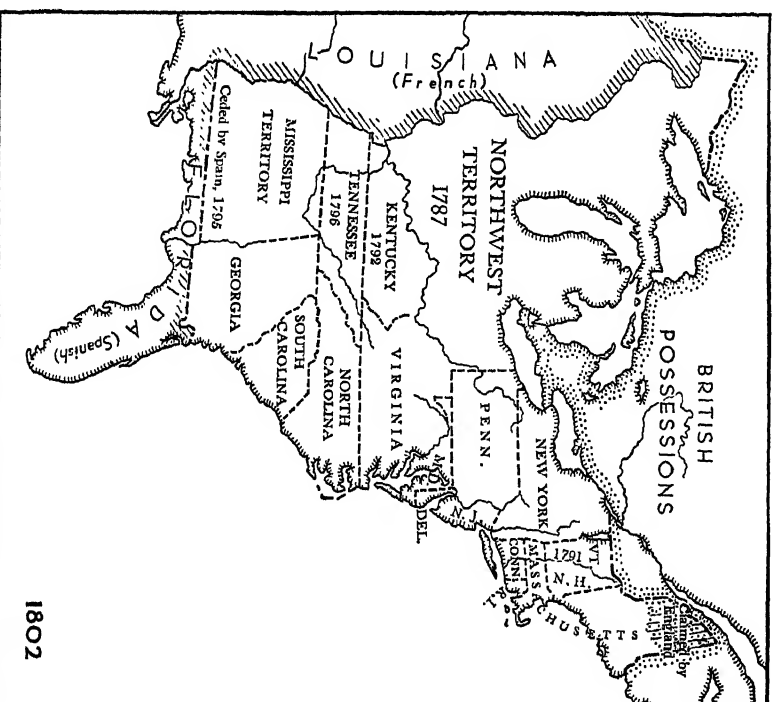 LOUISIANA
(French)
BRITISH
POSSESSIONS
NORTHWEST
TERRITORY
1787
Claimed by
England
VT.
1791
N.H.
MASSACHUSETTS
CONN.
R.I.
NEW YORK
PENN.
N.J.
MD.
DEL.
VIRGINIA
KENTUCKY
1792
TENNESSEE
1796
NORTH
CAROLINA
SOUTH
CAROLINA
GEORGIA
MISSISSIPPI
TERRITORY
Ceded by Spain, 1795
FLORIDA
(Spanish)
1802